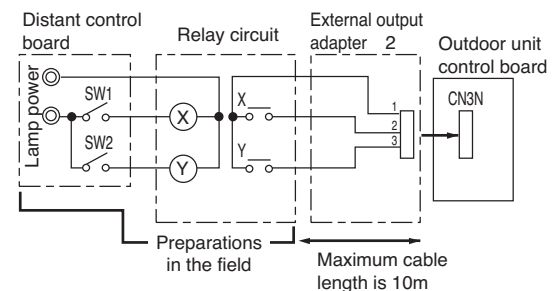 Distant control
board
Relay circuit
External output
adapter 2
Outdoor unit
control board
Lamp power
SW1
SW2
X
Y
X
Y
1
2
3
CN3N
Preparations
in the field
Maximum cable
length is 10m